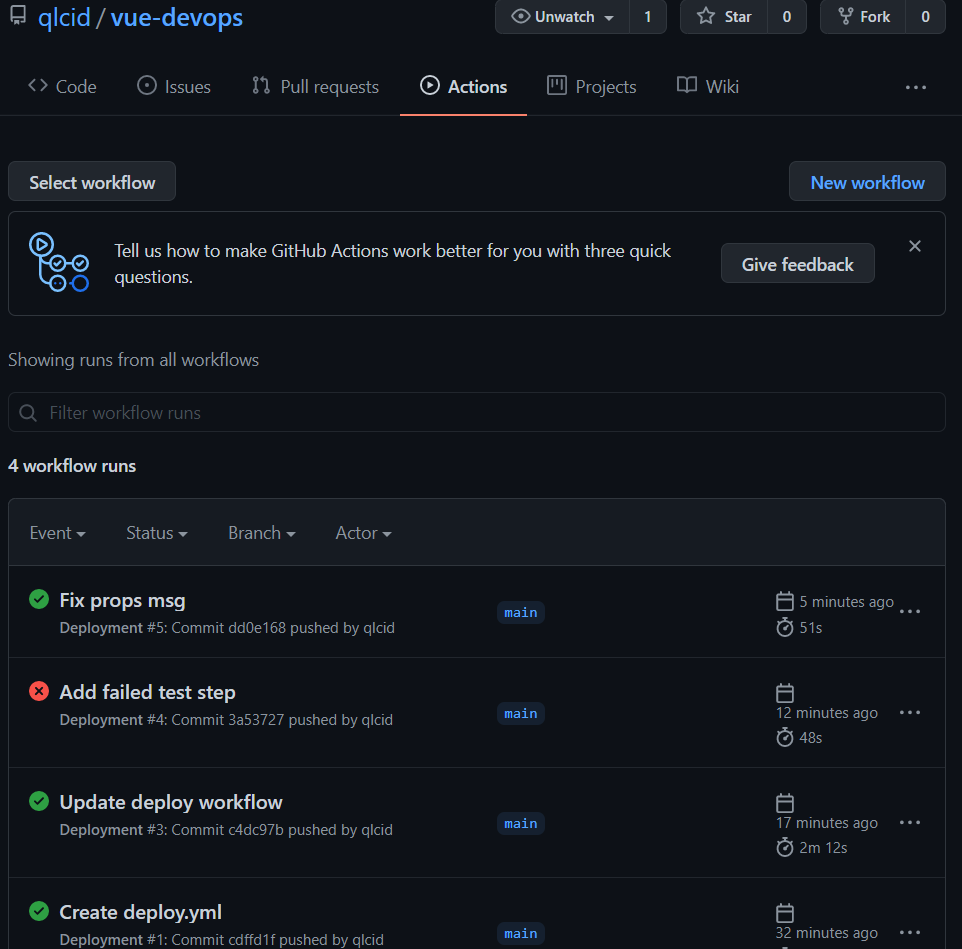 qlcid / vue-devops
Unwatch 1 Star 0 Fork 0
Code Issues Pull requests Actions Projects Wiki
Select workflow New workflow
Tell us how to make GitHub Actions work better for you with three quick
questions.
Give feedback
Showing runs from all workflows
Filter workflow runs
4 workflow runs
Event Status Branch Actor
Fix props msg
Deployment #5: Commit dd0e168 pushed by qlcid
main
5 minutes ago
51s
Add failed test step
Deployment #4: Commit 3a53727 pushed by qlcid
main
12 minutes ago
48s
Update deploy workflow
Deployment #3: Commit c4dc97b pushed by qlcid
main
17 minutes ago
2m 12s
Create deploy.yml
Deployment #1: Commit cdffd1f pushed by qlcid
main
32 minutes ago